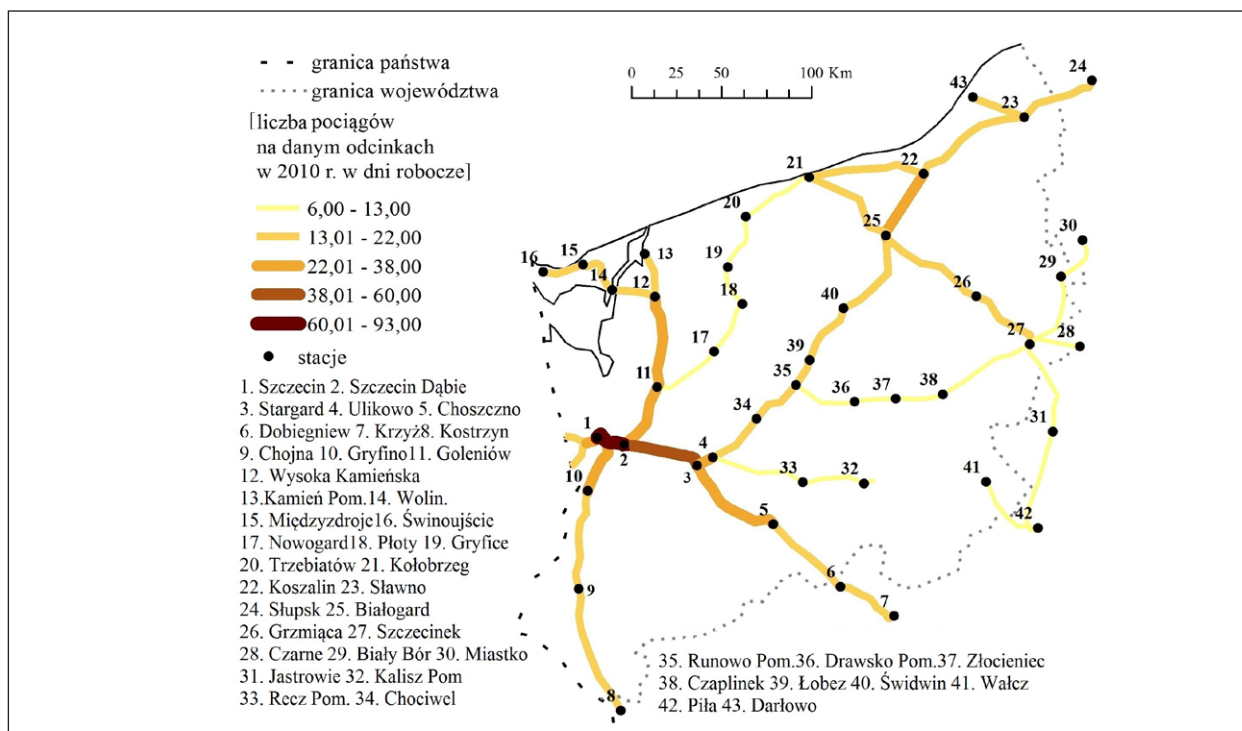 granica państwa
granica województwa
[liczba pociągów
na danym odcinkach
w 2010 r. w dni robocze]
6,00 - 13,00
13,01 - 22,00
22,01 - 38,00
38,01 - 60,00
60,01 - 93,00
stacje
1. Szczecin 2. Szczecin Dąbie
3. Stargard 4. Ulikowo 5. Choszczno
6. Dobiegniew 7. Krzyż8. Kostrzyn
9. Chojna 10. Gryfino11. Goleniów
12. Wysoka Kamieńska
13.Kamień Pom.14. Wolin.
15. Międzyzdroje16. Świnoujście
17. Nowogard18. Płoty 19. Gryfice
20. Trzebiatów 21. Kołobrzeg
22. Koszalin 23. Sławno
24. Słupsk 25. Białogard
26. Grzmiąca 27. Szczecinek
28. Czarne 29. Biały Bór 30. Miastko
31. Jastrowie 32. Kalisz Pom
33. Recz Pom. 34. Chociwel
0 25 50 100 Km
24
43
23
21
22
20
25
30
13
15
16
19
29
14
12
18
26
40
27
28
17
39
11
35
36
37
38
34
31
1
4
2
33
32
41
10
3
5
42
6
9
7
8
35. Runowo Pom.36. Drawsko Pom.37. Złocieniec
38. Czaplinek 39. Łobez 40. Świdwin 41. Wałcz
42. Piła 43. Darłowo